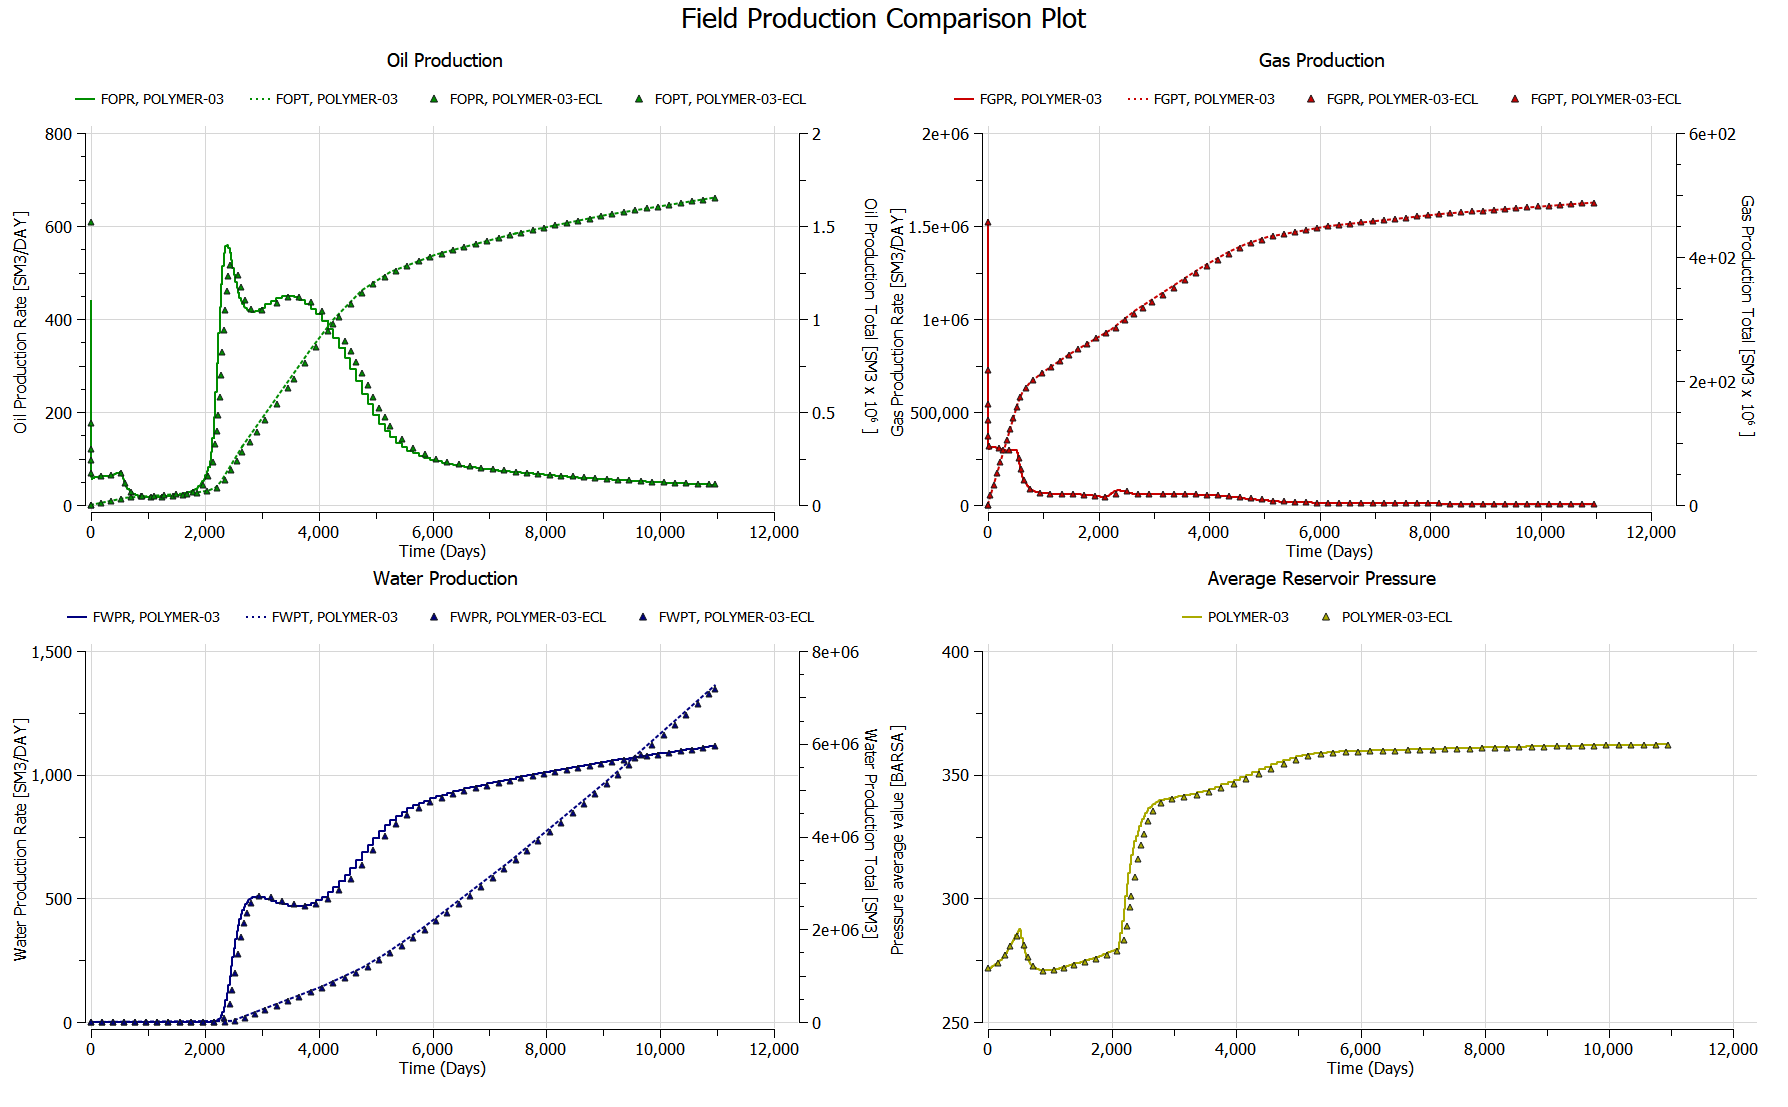 Field Production Comparison Plot
Oil Production
FOPR, POLYMER-03 FOPT, POLYMER-03 FOPR, POLYMER-03-ECL FOPT, POLYMER-03-ECL
800
600
400
200
0
2
1.5
1
0.5
0
Oil Production Rate [SM3/DAY]
Oil Production Total [SM3 x 10⁶ ]
0 2,000 4,000 6,000 8,000 10,000 12,000
Time (Days)
Gas Production
FGPR, POLYMER-03 FGPT, POLYMER-03 FGPR, POLYMER-03-ECL FGPT, POLYMER-03-ECL
2e+06
1.5e+06
1e+06
500,000
0
6e+02
4e+02
2e+02
0
Gas Production Rate [SM3/DAY]
Gas Production Total [SM3 x 10⁶ ]
0 2,000 4,000 6,000 8,000 10,000 12,000
Time (Days)
Water Production
FWPR, POLYMER-03 FWPT, POLYMER-03 FWPR, POLYMER-03-ECL FWPT, POLYMER-03-ECL
1,500
1,000
500
0
8e+06
6e+06
4e+06
2e+06
0
Water Production Rate [SM3/DAY]
Water Production Total [SM3]
0 2,000 4,000 6,000 8,000 10,000 12,000
Time (Days)
Average Reservoir Pressure
POLYMER-03 POLYMER-03-ECL
400
350
300
250
Pressure average value [BARSA ]
0 2,000 4,000 6,000 8,000 10,000 12,000
Time (Days)